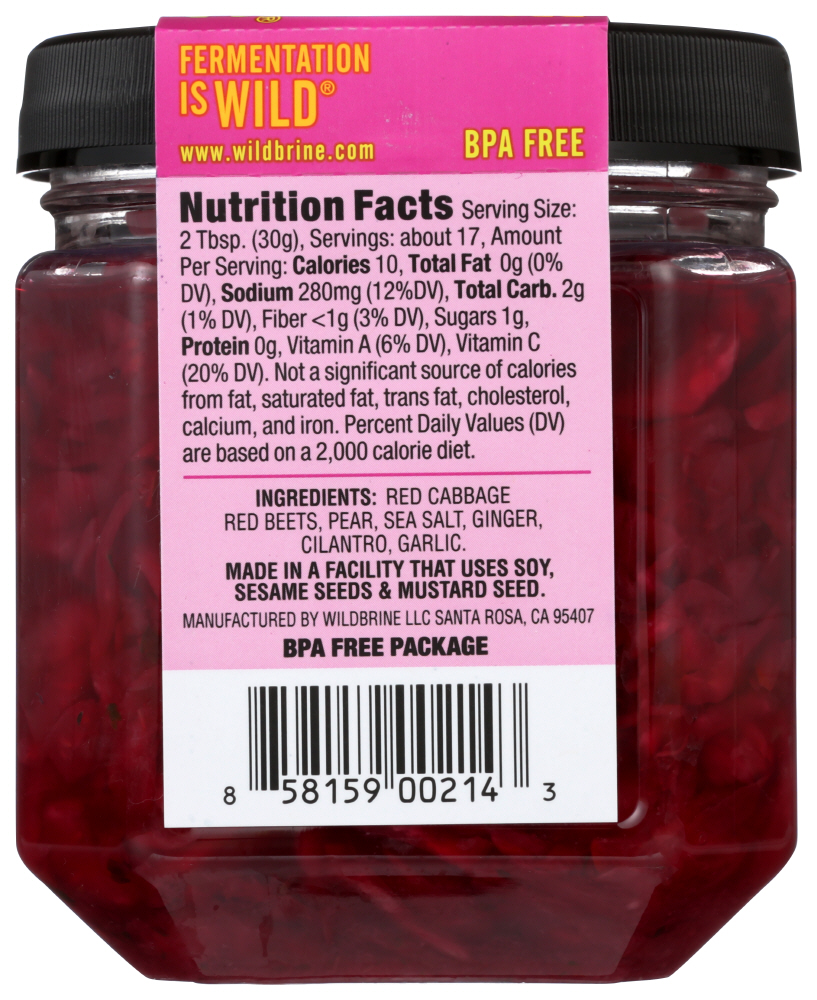 FERMENTATION
IS WILD®
www.wildbrine.com BPA FREE
Nutrition Facts Serving Size:
2 Tbsp. (30g), Servings: about 17, Amount
Per Serving: Calories 10, Total Fat 0g (0%
DV), Sodium 280mg (12%DV), Total Carb. 2g
(1% DV), Fiber <1g (3% DV), Sugars 1g,
Protein 0g, Vitamin A (6% DV), Vitamin C
(20% DV). Not a significant source of calories
from fat, saturated fat, trans fat, cholesterol,
calcium, and iron. Percent Daily Values (DV)
are based on a 2,000 calorie diet.
INGREDIENTS: RED CABBAGE
RED BEETS, PEAR, SEA SALT, GINGER,
CILANTRO, GARLIC.
MADE IN A FACILITY THAT USES SOY,
SESAME SEEDS & MUSTARD SEED.
MANUFACTURED BY WILDBRINE LLC SANTA ROSA, CA 95407
BPA FREE PACKAGE
8 58159 00214 3